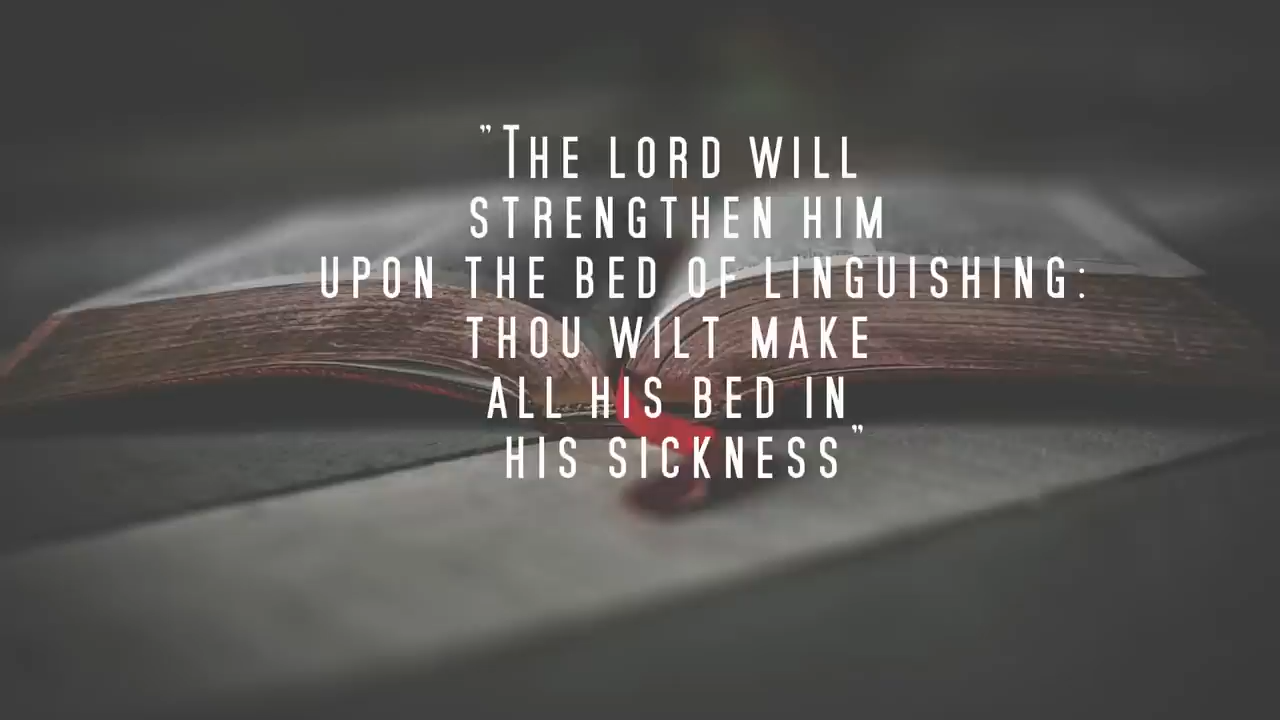 "THE LORD WILL
STRENGTHEN HIM
UPON THE BED OF LINGUISHING:
THOU WILT MAKE
ALL HIS BED IN
HIS SICKNESS"